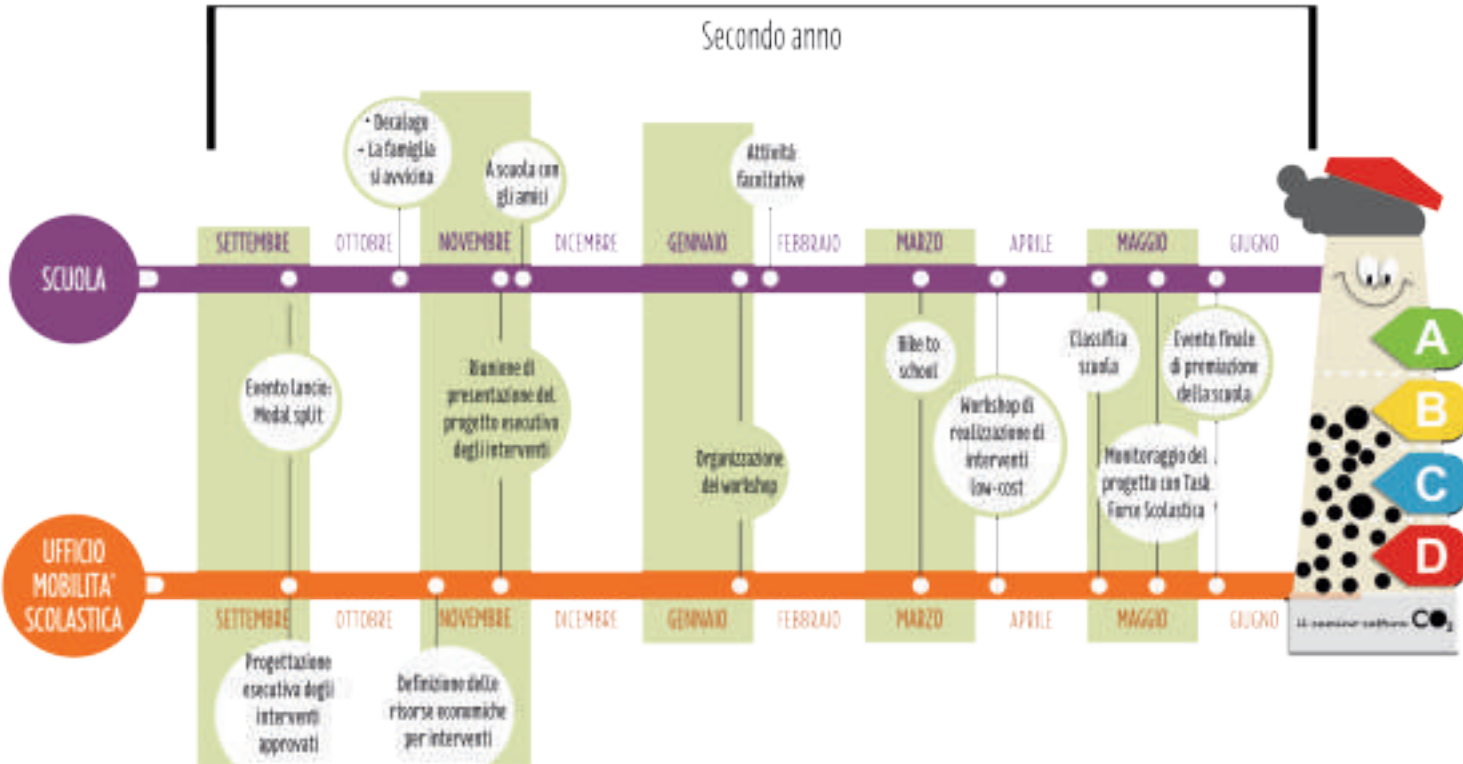 Secondo anno
• Decalage
- La famiglia
si avvicina
A scuola con
gli amici
Attività
facoltative
SETTEMBRE
OTTOBRE
NOVEMBRE
DICEMBRE
GENNAIO
FEBBRAIO
MARZO
APRILE
MAGGIO
GIUGNO
SCUOLA
Evento lancio:
Modal split
Riunione di
presentazione del
progetto esecutivo
degli interventi
Organizzazione
dei workshop
Bike to
school
Workshop di
realizzazione di
interventi
low-cost
Classifica
scuola
Monitoraggio del
progetto con Task
Force Scolastica
Evento finale
di premiazione
della scuola
A
B
C
D
UFFICIO
MOBILITA'
SCOLASTICA
SETTEMBRE
OTTOBRE
NOVEMBRE
DICEMBRE
GENNAIO
FEBBRAIO
MARZO
APRILE
MAGGIO
GIUGNO
CO₂
Progettazione
esecutiva degli
interventi
approvati
Definizione delle
risorse economiche
per interventi